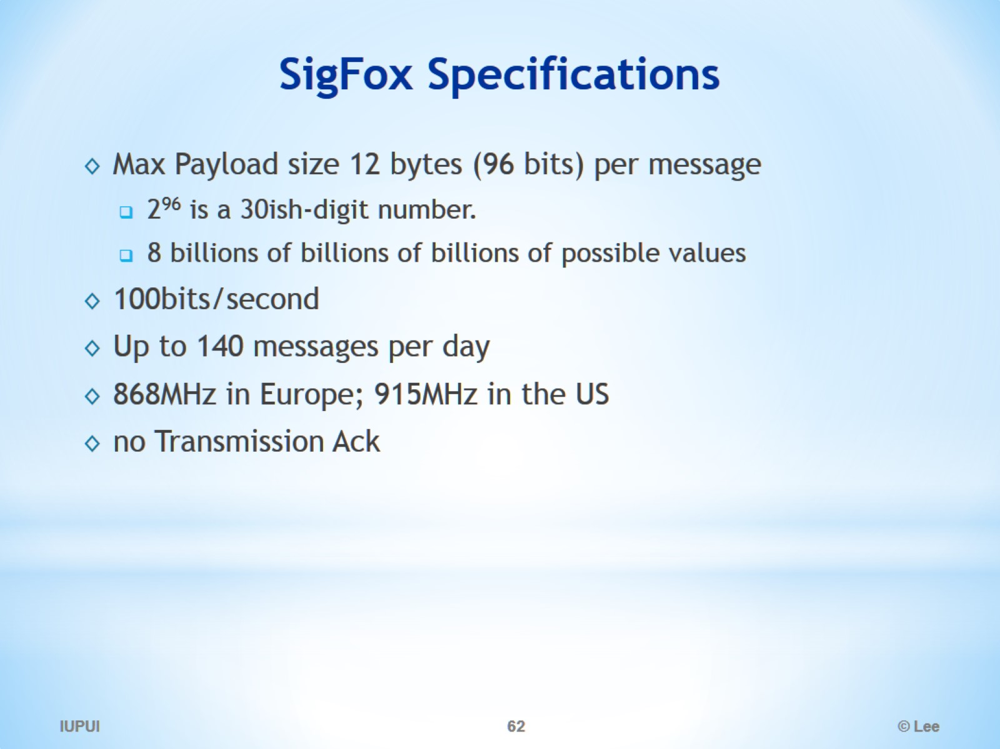 SigFox Specifications
◇ Max Payload size 12 bytes (96 bits) per message
❑ 2⁹⁶ is a 30ish-digit number.
❑ 8 billions of billions of billions of possible values
◇ 100bits/second
◇ Up to 140 messages per day
◇ 868MHz in Europe; 915MHz in the US
◇ no Transmission Ack
IUPUI 62 © Lee